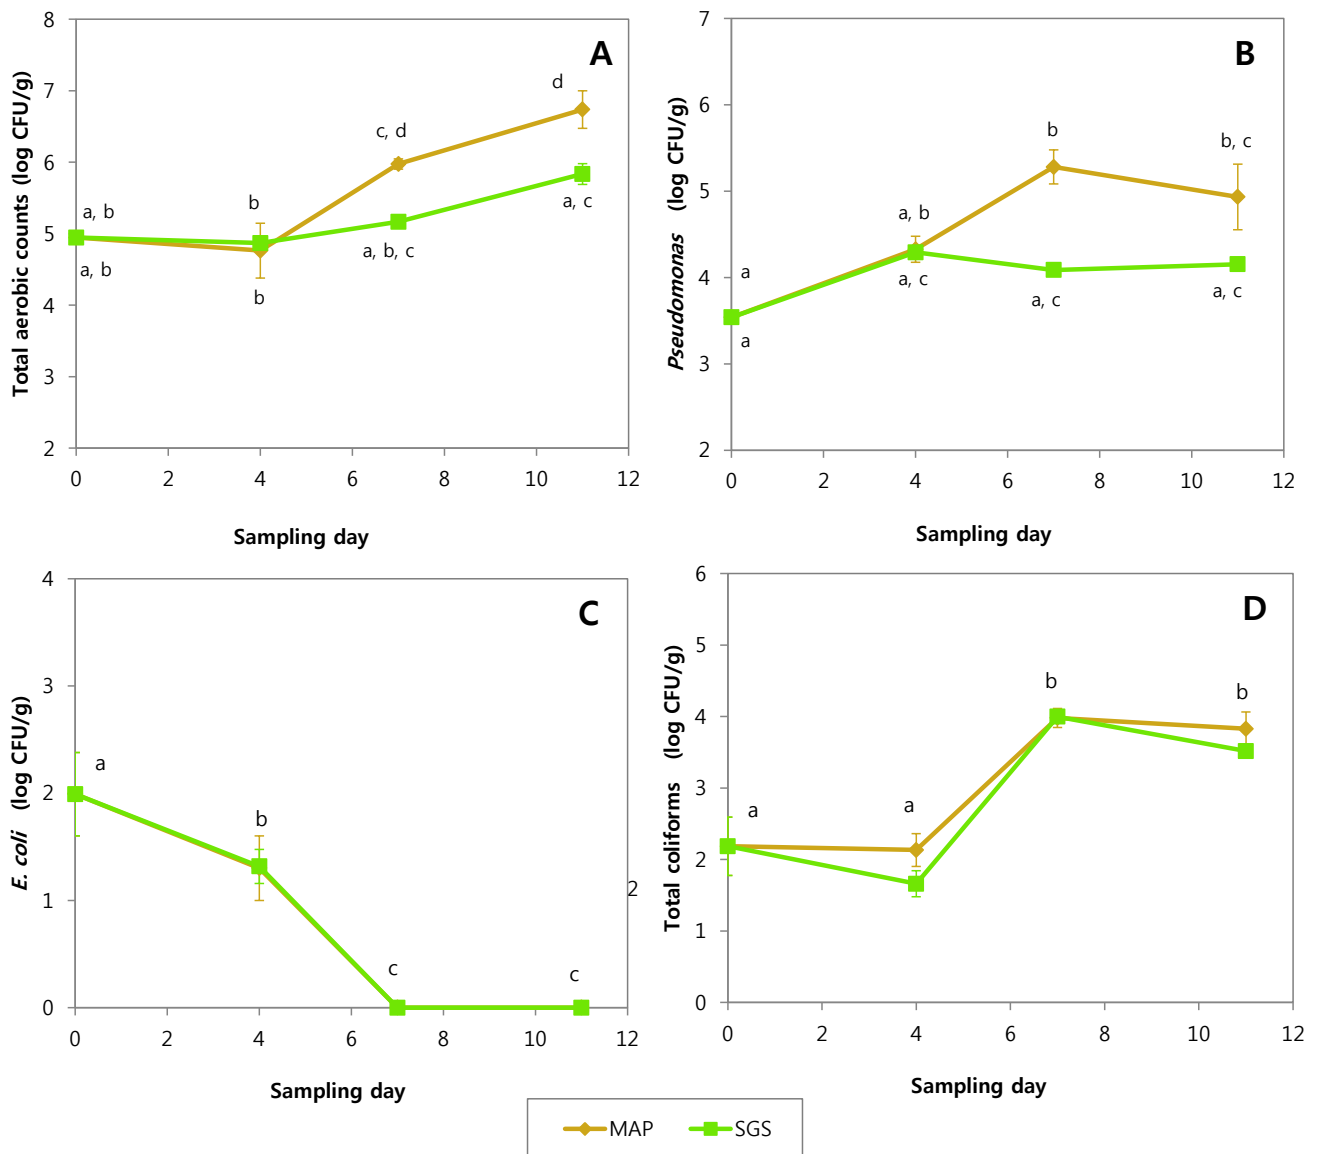 A
Total aerobic counts (log CFU/g)
8
7
6
5
4
3
2
a, b
a, b
b
b
c, d
a, b, c
d
a, c
0 2 4 6 8 10 12
Sampling day
B
Pseudomonas (log CFU/g)
7
6
5
4
3
2
a
a
a, b
a, c
b
a, c
b, c
a, c
0 2 4 6 8 10 12
Sampling day
C
E. coli (log CFU/g)
4
3
2
1
0
a
b
c
c
2
0 2 4 6 8 10 12
Sampling day
D
Total coliforms (log CFU/g)
6
5
4
3
2
1
0
a
a
b
b
0 2 4 6 8 10 12
Sampling day
MAP SGS